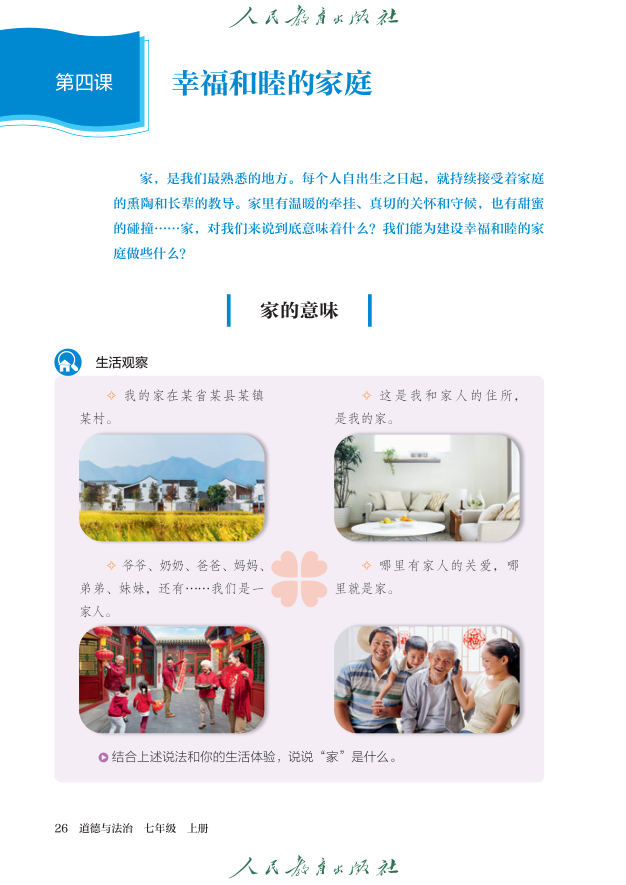 人民教育出版社
第四课
幸福和睦的家庭
家，是我们最熟悉的地方。每个人自出生之日起，就持续接受着家庭
的熏陶和长辈的教导。家里有温暖的牵挂、真切的关怀和守候，也有甜蜜
的碰撞……家，对我们来说到底意味着什么？我们能为建设幸福和睦的家
庭做些什么？
家的意味
生活观察
我的家在某省某县某镇
某村。
这是我和家人的住所，
是我的家。
爷爷、奶奶、爸爸、妈妈、
弟弟、妹妹，还有……我们是一
家人。
哪里有家人的关爱，哪
里就是家。
结合上述说法和你的生活体验，说说“家”是什么。
26 道德与法治 七年级 上册
人民教育出版社